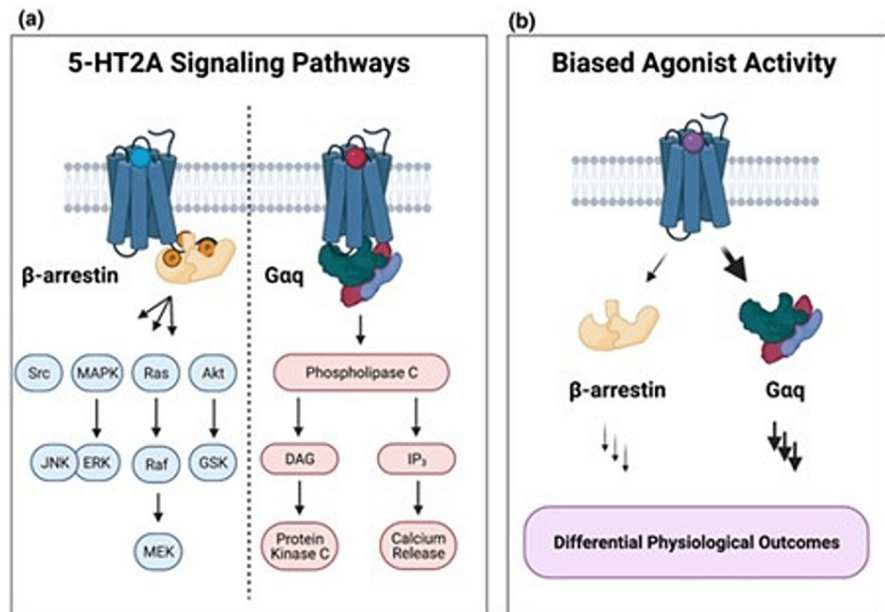 (a)
5-HT2A Signaling Pathways
β-arrestin
Gαq
Src
MAPK
Ras
Akt
Phospholipase C
JNK
ERK
Raf
GSK
DAG
IP₃
MEK
Protein
Kinase C
Calcium
Release
(b)
Biased Agonist Activity
β-arrestin
Gαq
Differential Physiological Outcomes